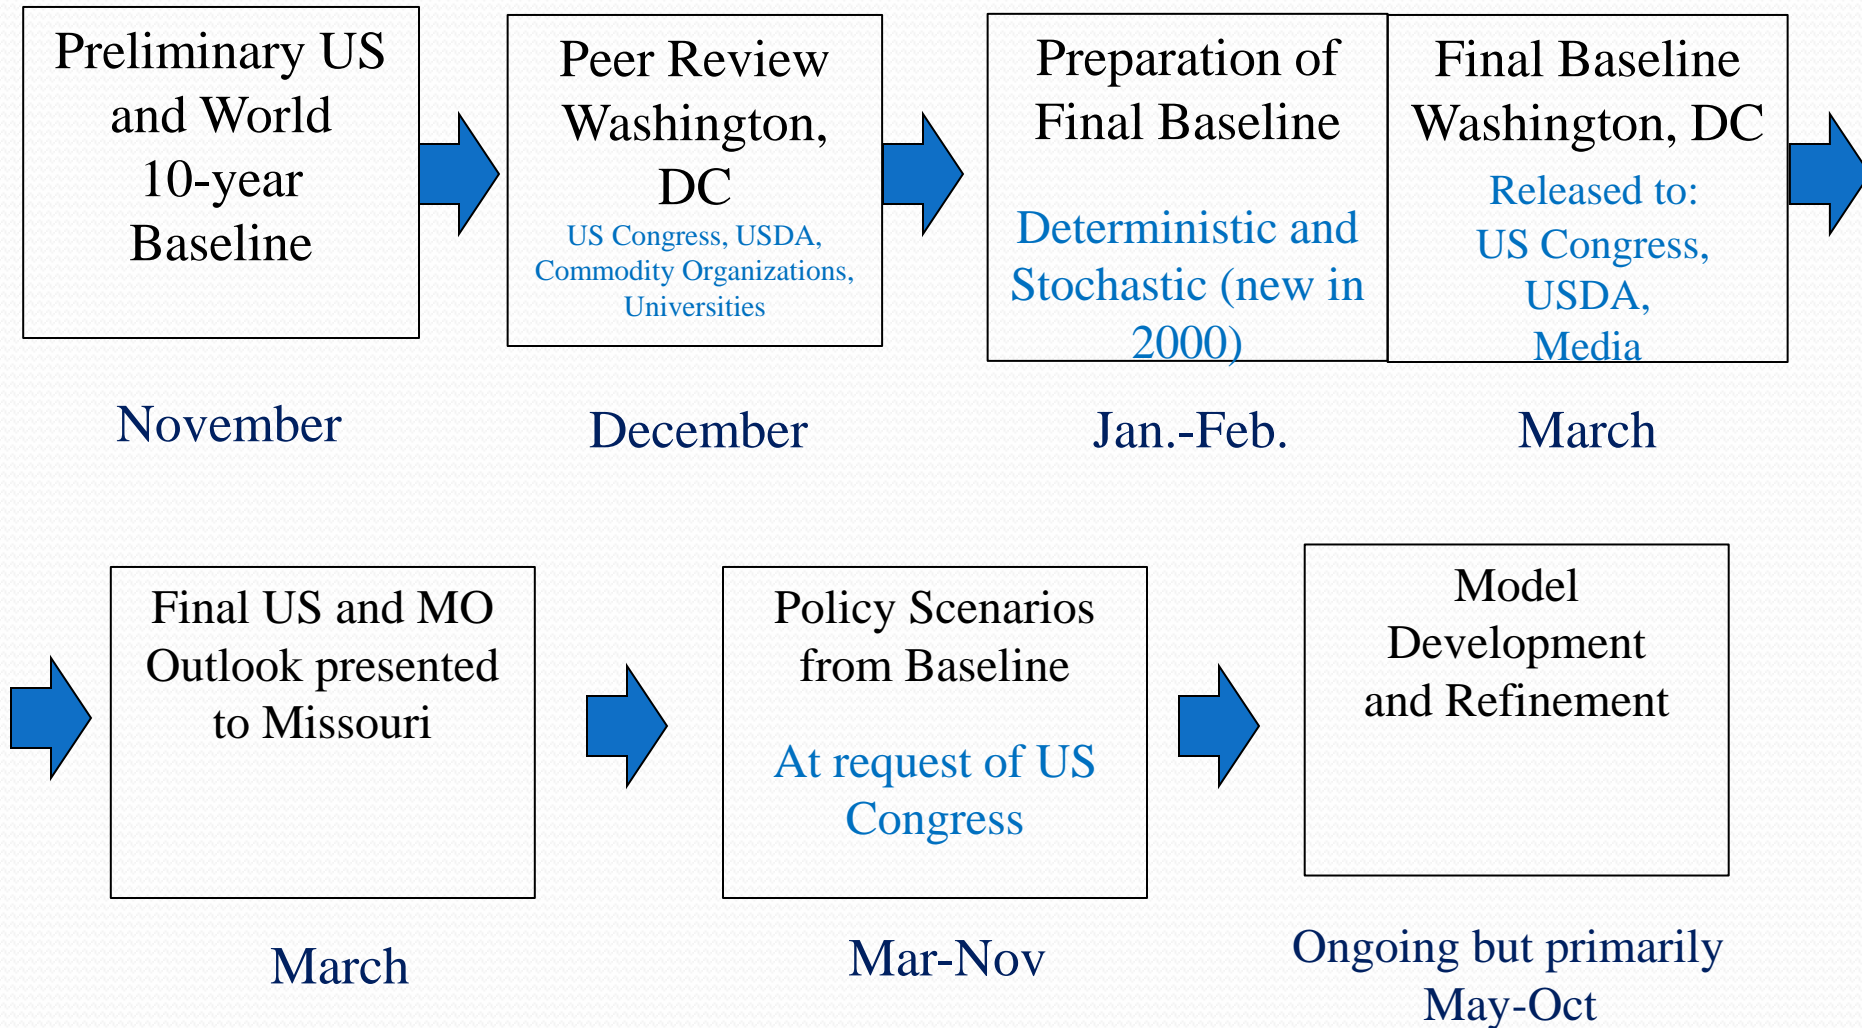 Preliminary US
and World
10-year
Baseline
November
Peer Review
Washington,
DC
US Congress, USDA,
Commodity Organizations,
Universities
December
Preparation of
Final Baseline
Deterministic and
Stochastic (new in
2000)
Jan.-Feb.
Final Baseline
Washington, DC
Released to:
US Congress,
USDA,
Media
March
Final US and MO
Outlook presented
to Missouri
March
Policy Scenarios
from Baseline
At request of US
Congress
Mar-Nov
Model
Development
and Refinement
Ongoing but primarily
May-Oct